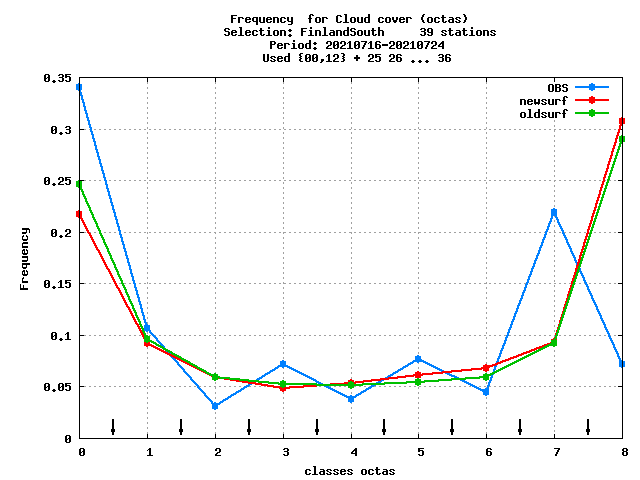 Frequency  for Cloud cover (octas)
Selection: FinlandSouth     39 stations
Period: 20210716-20210724
Used {00,12} + 25 26 ... 36
OBS
newsurf
oldsurf
0.35
0.3
0.25
0.2
0.15
0.1
0.05
0
Frequency
0 1 2 3 4 5 6 7 8
classes octas